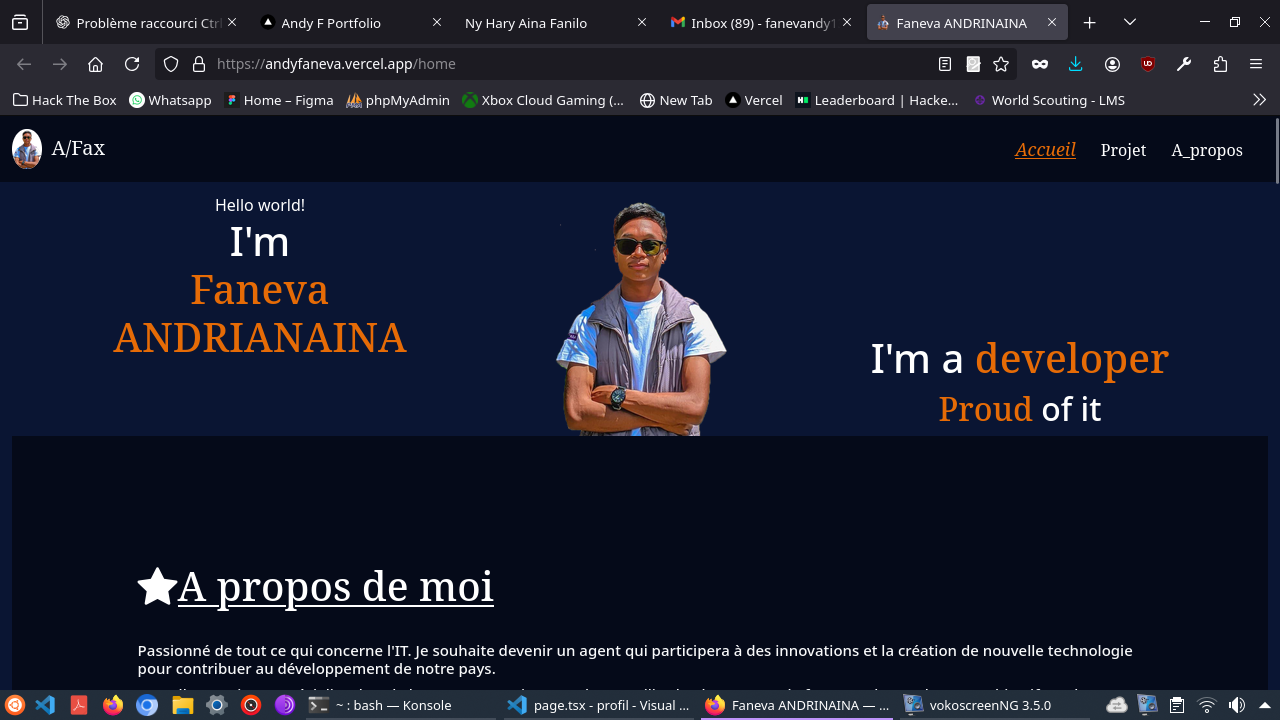 Problème raccourci Ctrl
Andy F Portfolio
Ny Hary Aina Fanilo
Inbox (89) - fanevandy1
Faneva ANDRINAINA
https://andyfaneva.vercel.app/home
Hack The Box
Whatsapp
Home – Figma
phpMyAdmin
Xbox Cloud Gaming (...
New Tab
Vercel
Leaderboard | Hacke...
World Scouting - LMS
A/Fax
Accueil
Projet
A_propos
Hello world!
I'm
Faneva
ANDRIANAINA
I'm a developer
Proud of it
A propos de moi
Passionné de tout ce qui concerne l'IT. Je souhaite devenir un agent qui participera à des innovations et la création de nouvelle technologie
pour contribuer au développement de notre pays.
~ : bash — Konsole
page.tsx - profil - Visual ...
Faneva ANDRINAINA — ...
vokoscreenNG 3.5.0